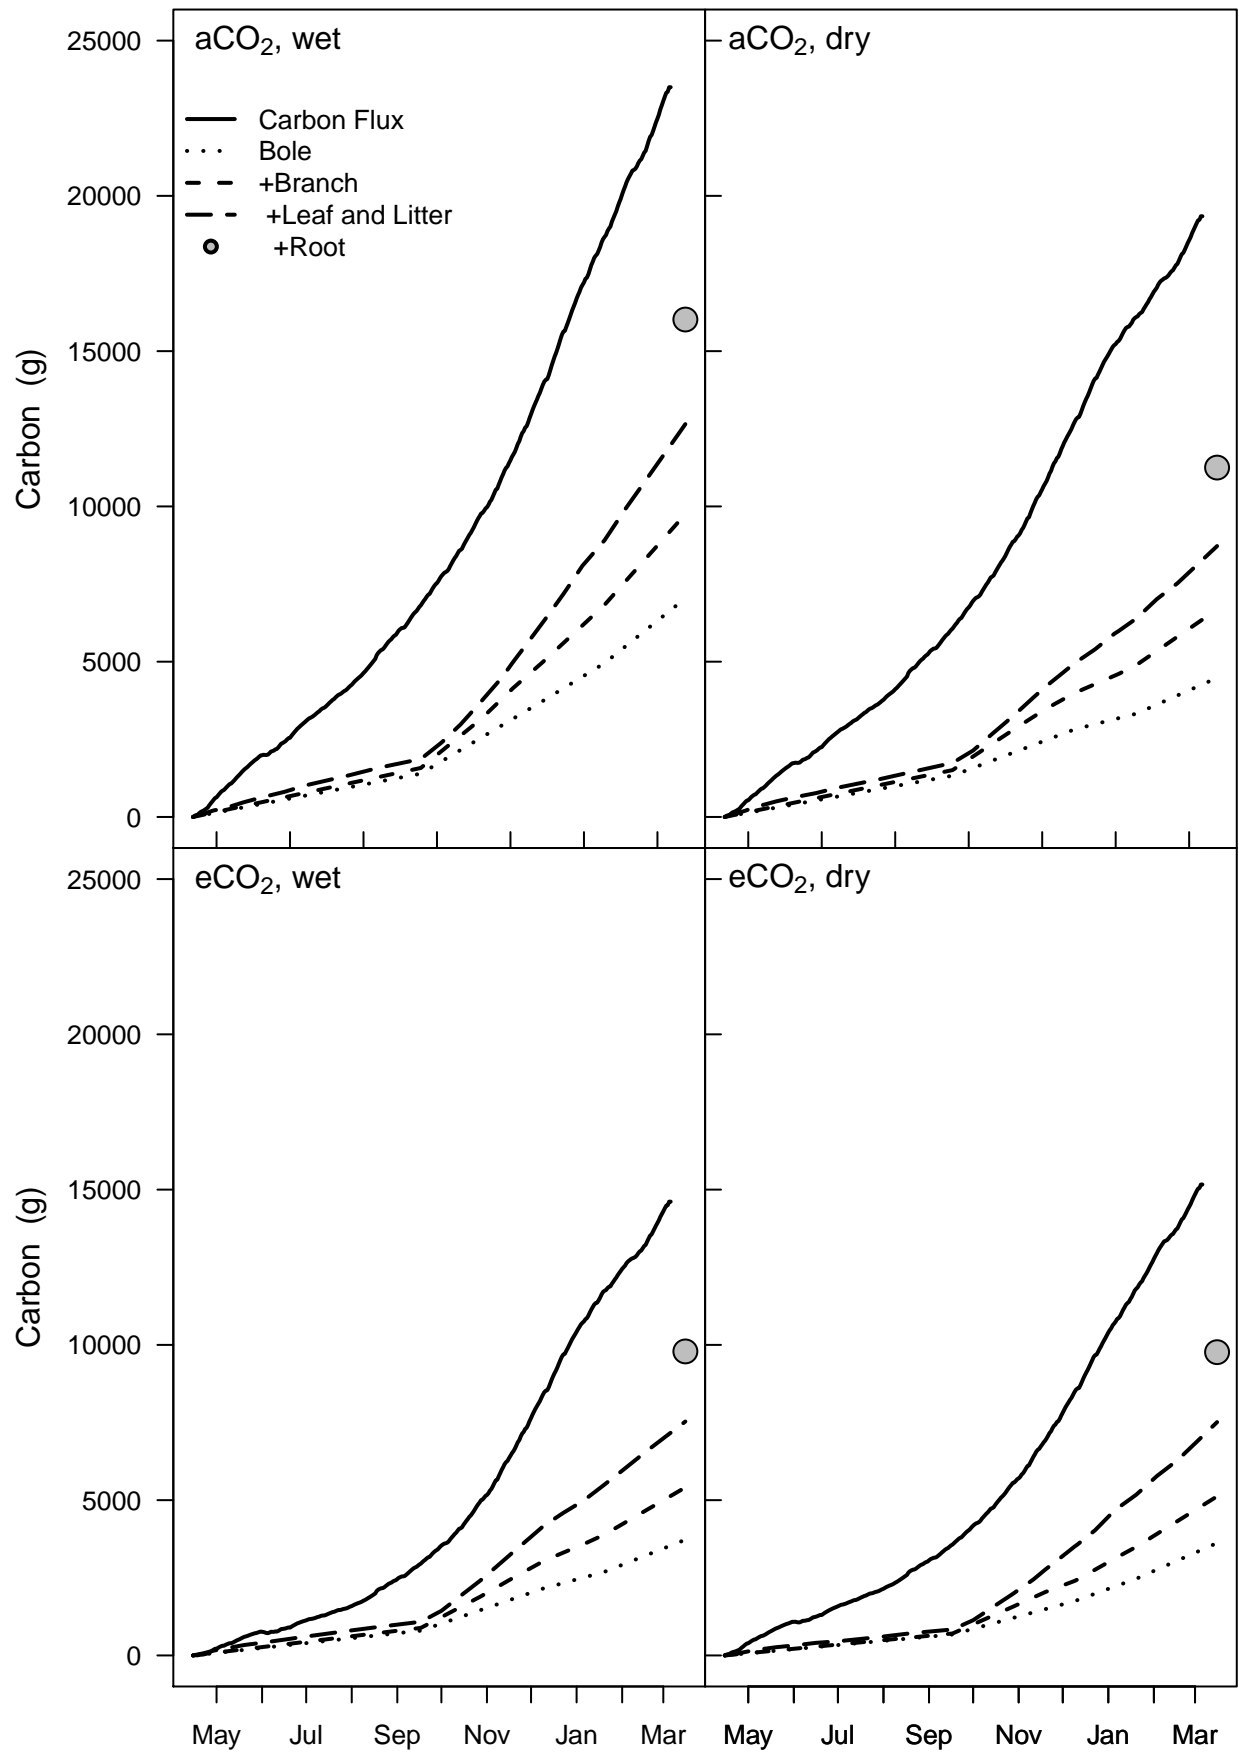 aCO₂, wet
aCO₂, dry
25000
Carbon Flux
Bole
+Branch
+Leaf and Litter
+Root
20000
15000
10000
5000
0
Carbon (g)
eCO₂, wet
eCO₂, dry
25000
20000
15000
10000
5000
0
Carbon (g)
May Jul Sep Nov Jan Mar
May Jul Sep Nov Jan Mar